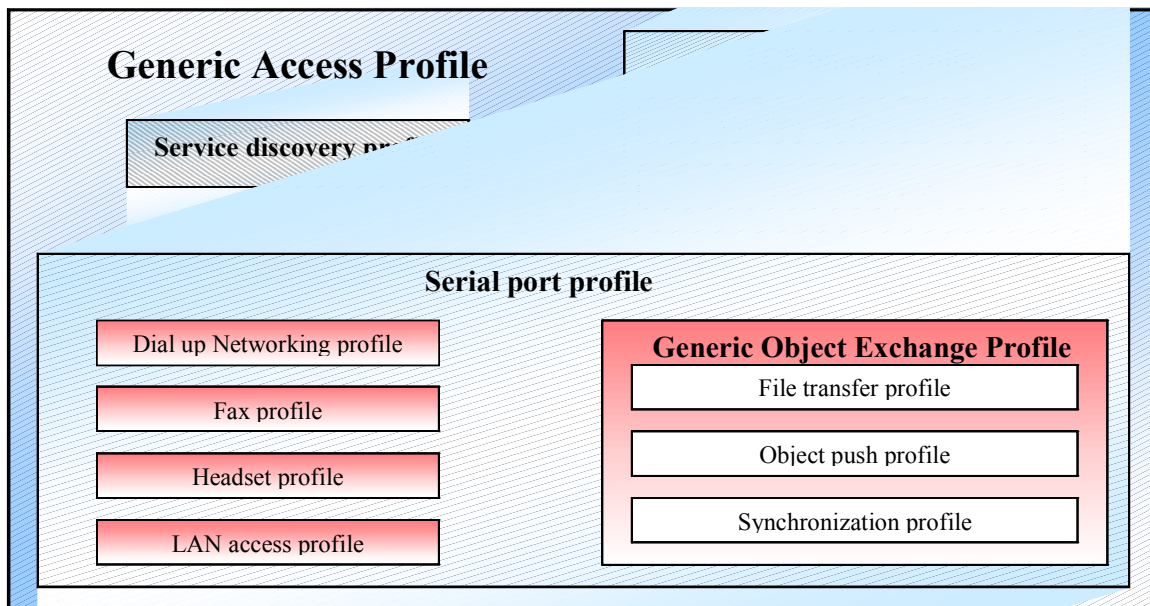 Generic Access Profile
Service discovery
Serial port profile
Dial up Networking profile
Fax profile
Headset profile
LAN access profile
Generic Object Exchange Profile
File transfer profile
Object push profile
Synchronization profile